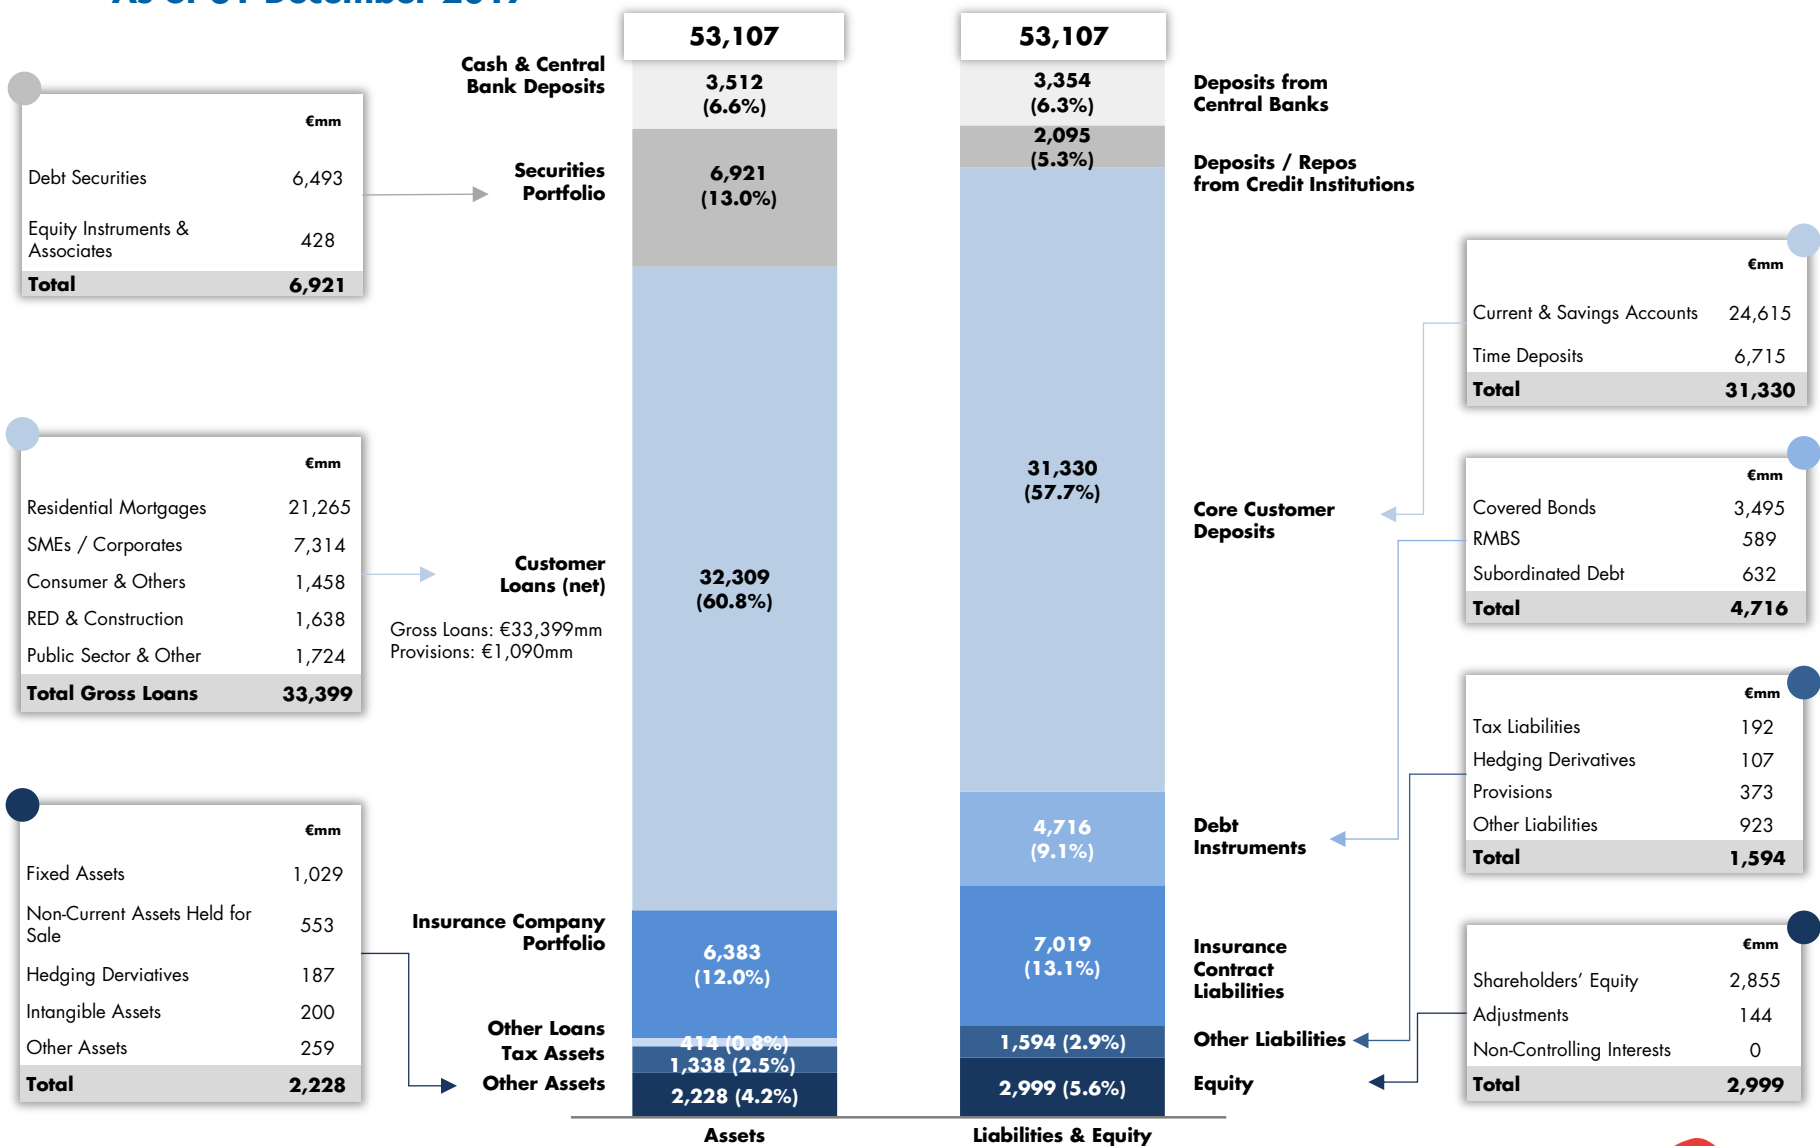 As of 31 December 2017
53,107
53,107
Cash & Central
Bank Deposits
3,512
(6.6%)
3,354
(6.3%)
Deposits from
Central Banks
€mm
Debt Securities 6,493
Equity Instruments &
Associates 428
Total 6,921
Securities
Portfolio
6,921
(13.0%)
2,095
(5.3%)
Deposits / Repos
from Credit Institutions
€mm
Current & Savings Accounts 24,615
Time Deposits 6,715
Total 31,330
€mm
Residential Mortgages 21,265
SMEs / Corporates 7,314
Consumer & Others 1,458
RED & Construction 1,638
Public Sector & Other 1,724
Total Gross Loans 33,399
Customer
Loans (net)
Gross Loans: €33,399mm
Provisions: €1,090mm
32,309
(60.8%)
31,330
(57.7%)
Core Customer
Deposits
€mm
Covered Bonds 3,495
RMBS 589
Subordinated Debt 632
Total 4,716
4,716
(9.1%)
Debt
Instruments
€mm
Tax Liabilities 192
Hedging Derivatives 107
Provisions 373
Other Liabilities 923
Total 1,594
€mm
Fixed Assets 1,029
Non-Current Assets Held for
Sale 553
Hedging Derviatives 187
Intangible Assets 200
Other Assets 259
Total 2,228
Insurance Company
Portfolio
6,383
(12.0%)
7,019
(13.1%)
Insurance
Contract
Liabilities
Other Loans
414 (0.8%)
Tax Assets
1,338 (2.5%)
Other Assets
2,228 (4.2%)
1,594 (2.9%)
Other Liabilities
2,999 (5.6%)
Equity
€mm
Shareholders’ Equity 2,855
Adjustments 144
Non-Controlling Interests 0
Total 2,999
Assets
Liabilities & Equity